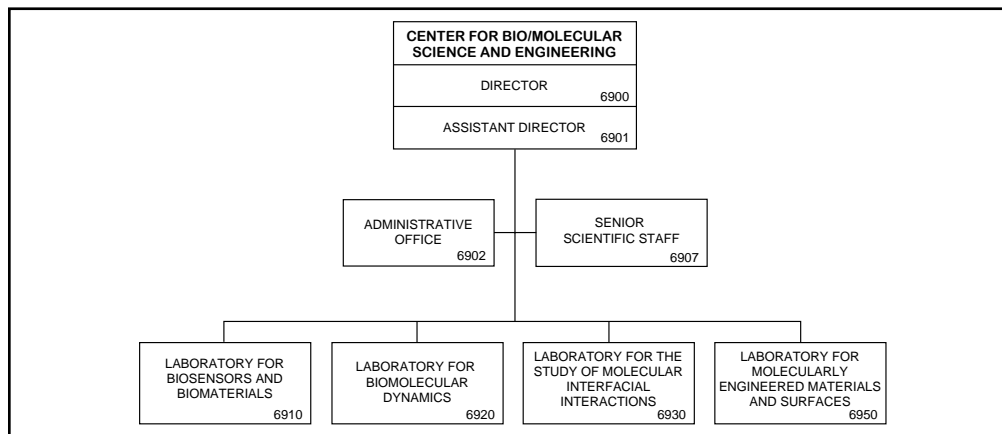 CENTER FOR BIO/MOLECULAR
SCIENCE AND ENGINEERING
DIRECTOR
6900
ASSISTANT DIRECTOR
6901
ADMINISTRATIVE
OFFICE
6902
SENIOR
SCIENTIFIC STAFF
6907
LABORATORY FOR
BIOSENSORS AND
BIOMATERIALS
6910
LABORATORY FOR
BIOMOLECULAR
DYNAMICS
6920
LABORATORY FOR THE
STUDY OF MOLECULAR
INTERFACIAL
INTERACTIONS
6930
LABORATORY FOR
MOLECULARLY
ENGINEERED MATERIALS
AND SURFACES
6950